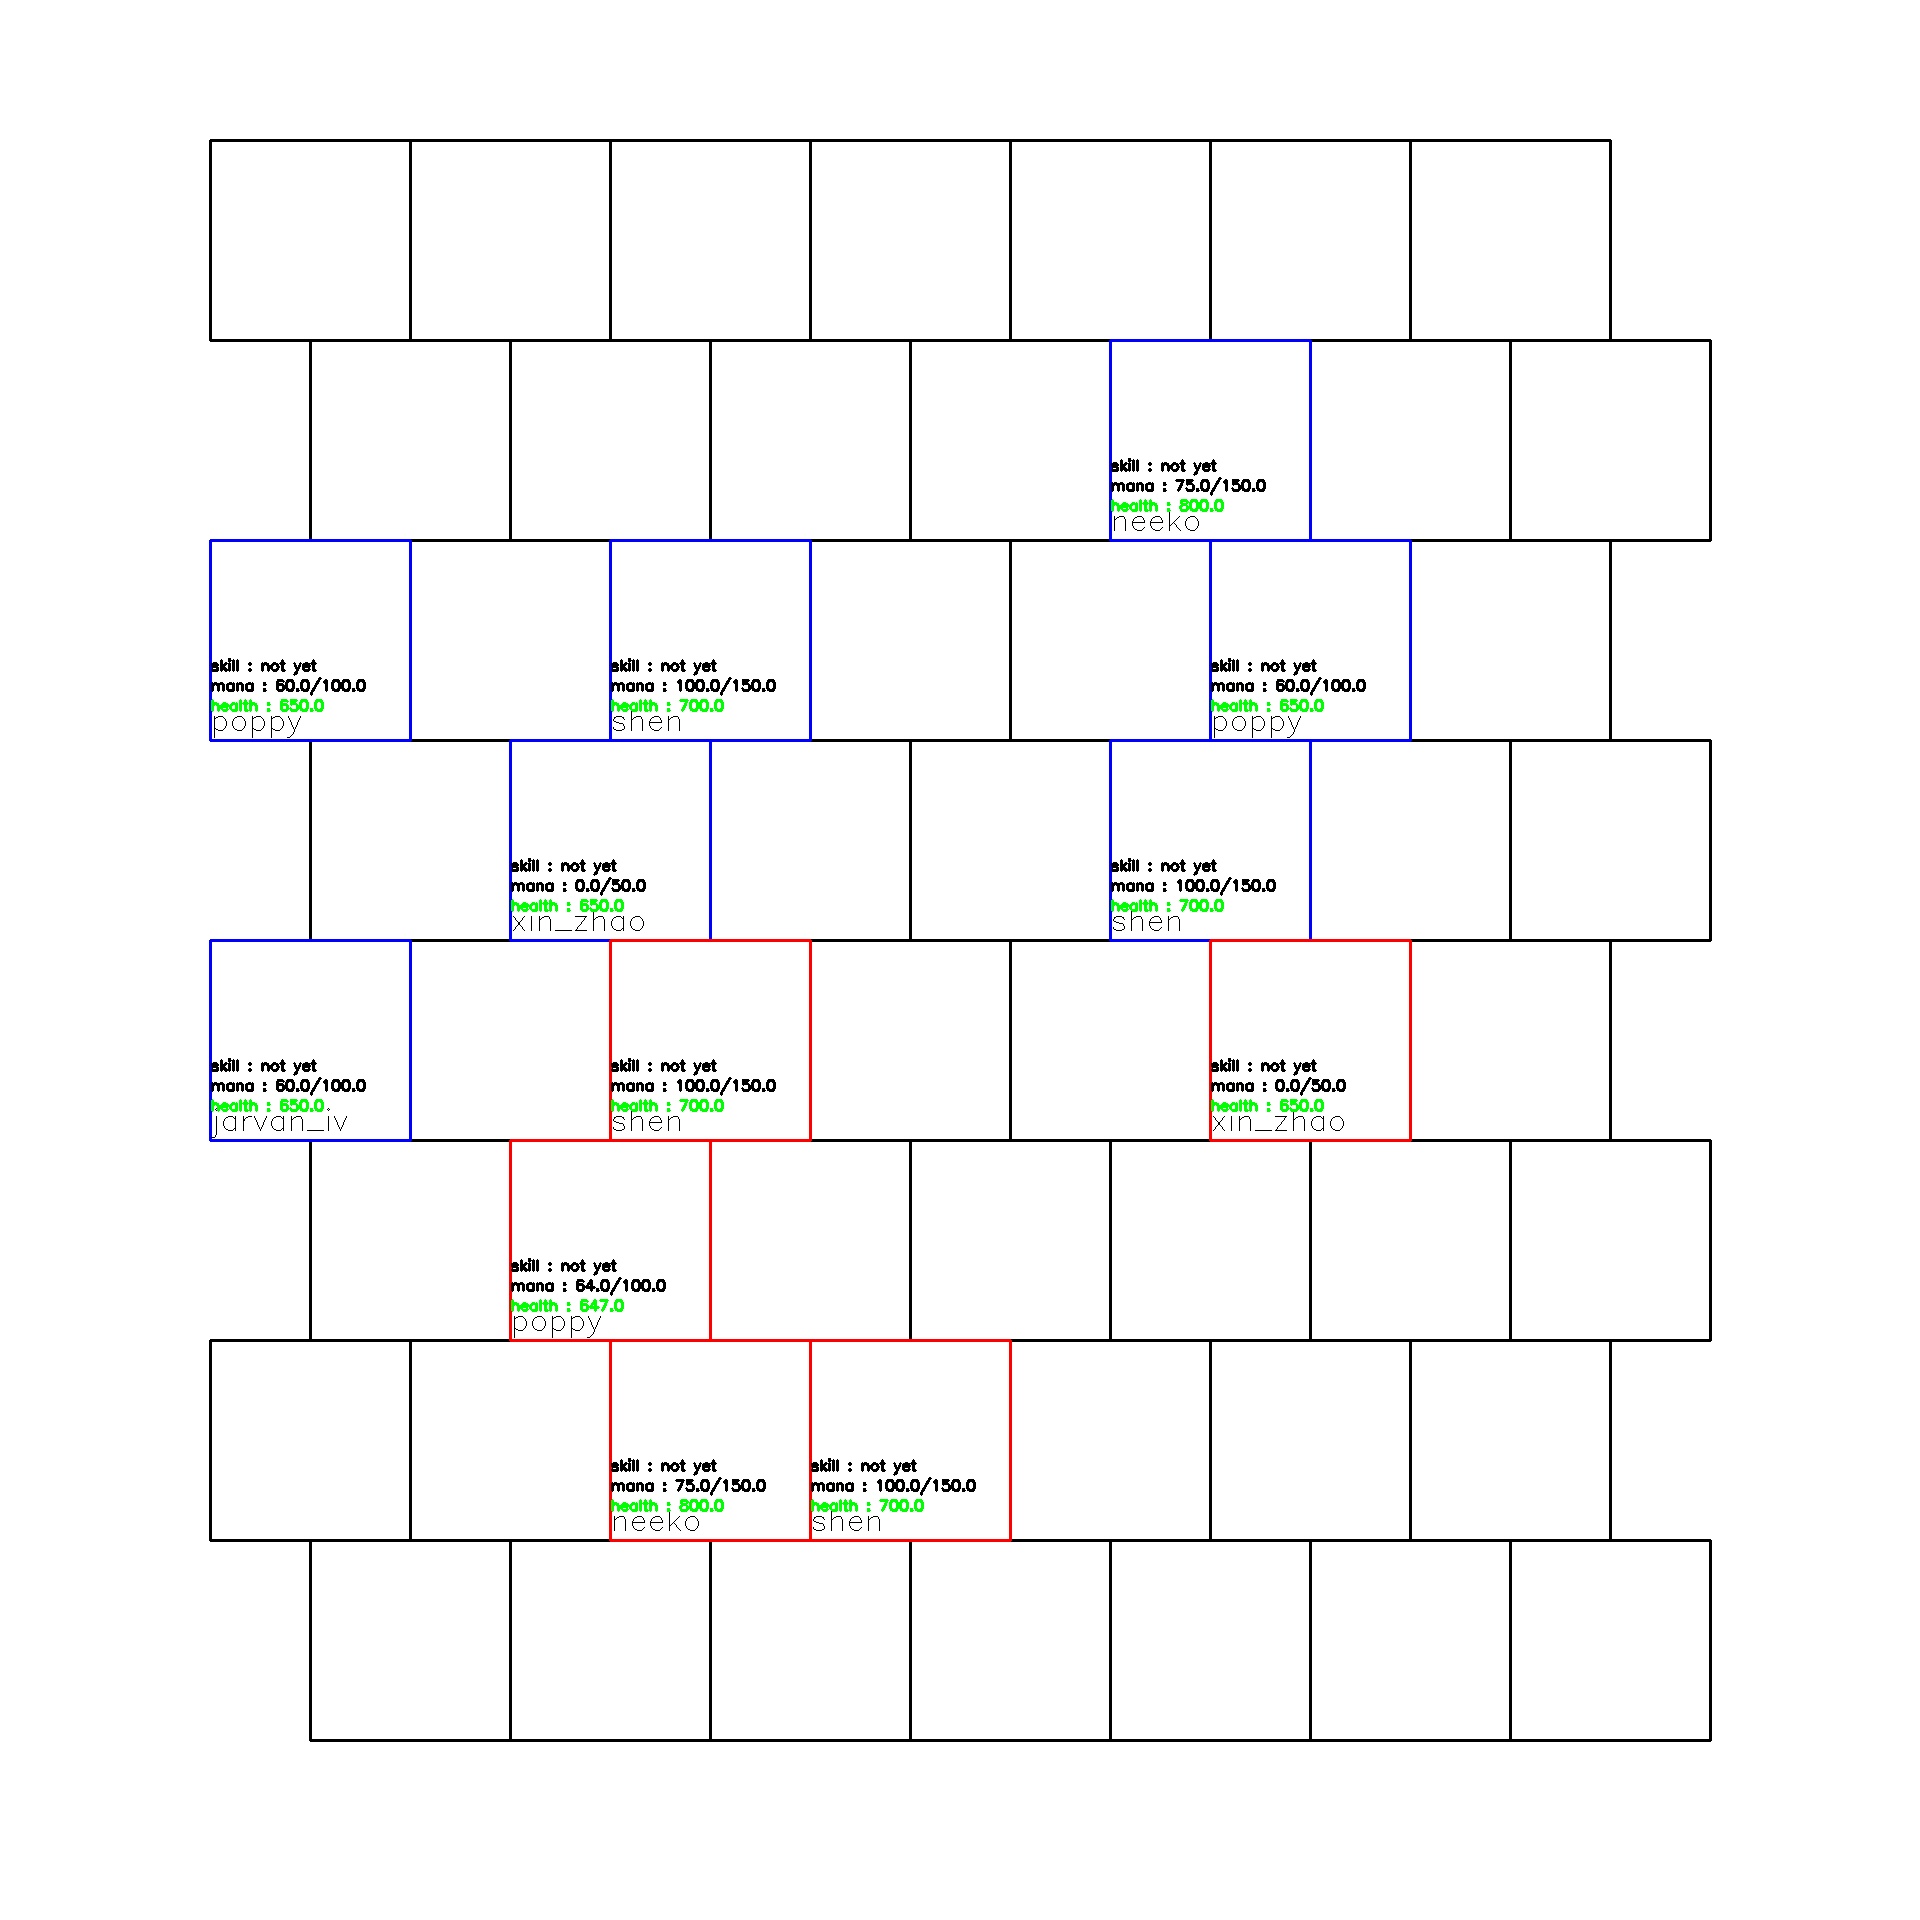 skill : not yet
mana : 75.0/150.0
health : 800.0
neeko
skill : not yet
mana : 60.0/100.0
health : 650.0
poppy
skill : not yet
mana : 100.0/150.0
health : 700.0
shen
skill : not yet
mana : 60.0/100.0
health : 650.0
poppy
skill : not yet
mana : 0.0/50.0
health : 650.0
xin_zhao
skill : not yet
mana : 100.0/150.0
health : 700.0
shen
skill : not yet
mana : 60.0/100.0
health : 650.0
jarvan_iv
skill : not yet
mana : 100.0/150.0
health : 700.0
shen
skill : not yet
mana : 0.0/50.0
health : 650.0
xin_zhao
skill : not yet
mana : 64.0/100.0
health : 647.0
poppy
skill : not yet
mana : 75.0/150.0
health : 800.0
neeko
skill : not yet
mana : 100.0/150.0
health : 700.0
shen